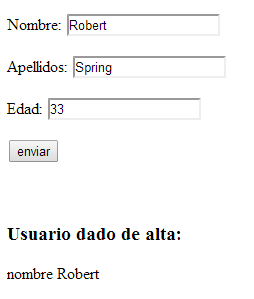 Nombre: Robert
Apellidos: Spring
Edad: 33
enviar
Usuario dado de alta:
nombre Robert